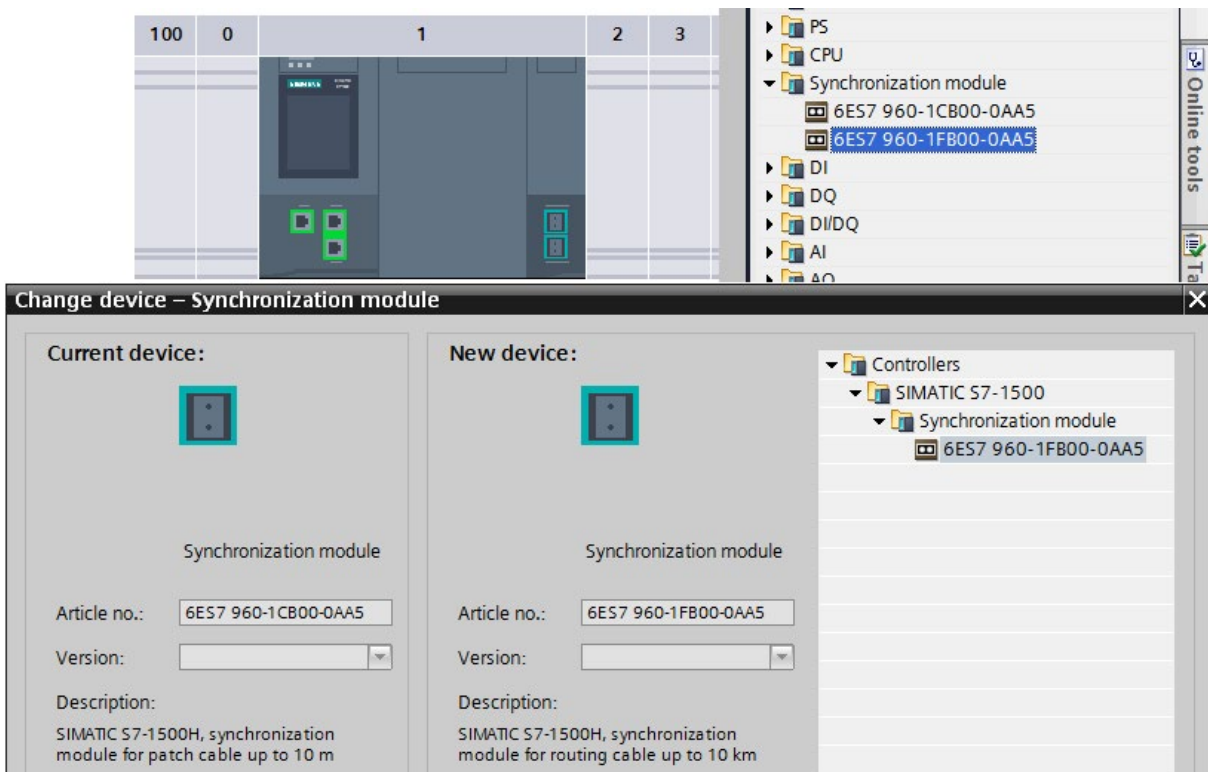 100 0 1 2 3
SIEMENS
PS
CPU
Synchronization module
6ES7 960-1CB00-0AA5
6ES7 960-1FB00-0AA5
DI
DQ
DI/DQ
AI
AQ
Online tools
Ta
Change device – Synchronization module
Current device:
Synchronization module
Article no.: 6ES7 960-1CB00-0AA5
Version:
Description:
SIMATIC S7-1500H, synchronization
module for patch cable up to 10 m
New device:
Synchronization module
Article no.: 6ES7 960-1FB00-0AA5
Version:
Description:
SIMATIC S7-1500H, synchronization
module for routing cable up to 10 km
Controllers
SIMATIC S7-1500
Synchronization module
6ES7 960-1FB00-0AA5